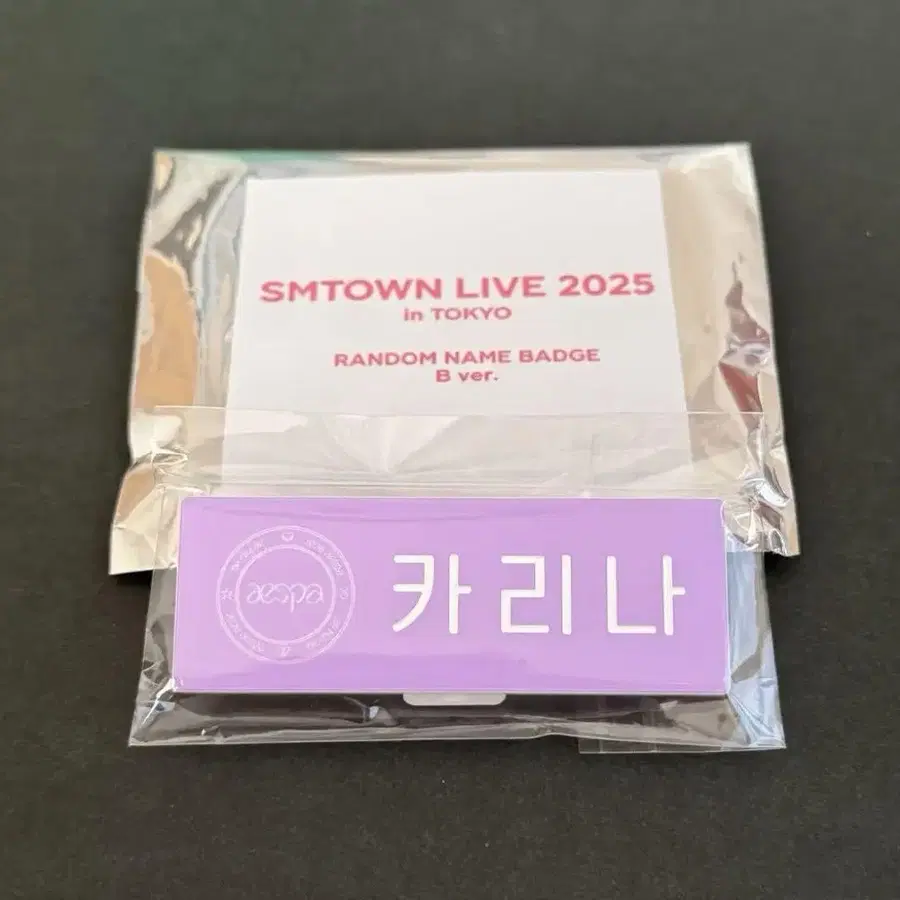 SMTOWN LIVE 2025
in TOKYO
RANDOM NAME BADGE
B ver.
aespa
카리나